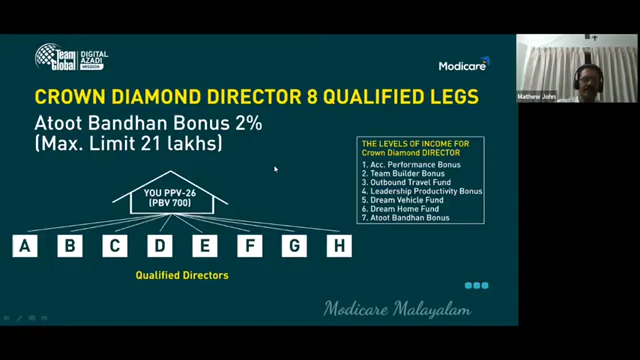 Team
Global
DIGITAL
AZADI
Modicare
Mathew John
CROWN DIAMOND DIRECTOR 8 QUALIFIED LEGS
Atoot Bandhan Bonus 2%
(Max. Limit 21 lakhs)
THE LEVELS OF INCOME FOR
Crown Diamond DIRECTOR
1. Acc. Performance Bonus
2. Team Builder Bonus
3. Outbound Travel Fund
4. Leadership Productivity Bonus
5. Dream Vehicle Fund
6. Dream Home Fund
7. Atoot Bandhan Bonus
YOU PPV-26
(PBV 700)
A B C D E F G H
Qualified Directors
Modicare Malayalam